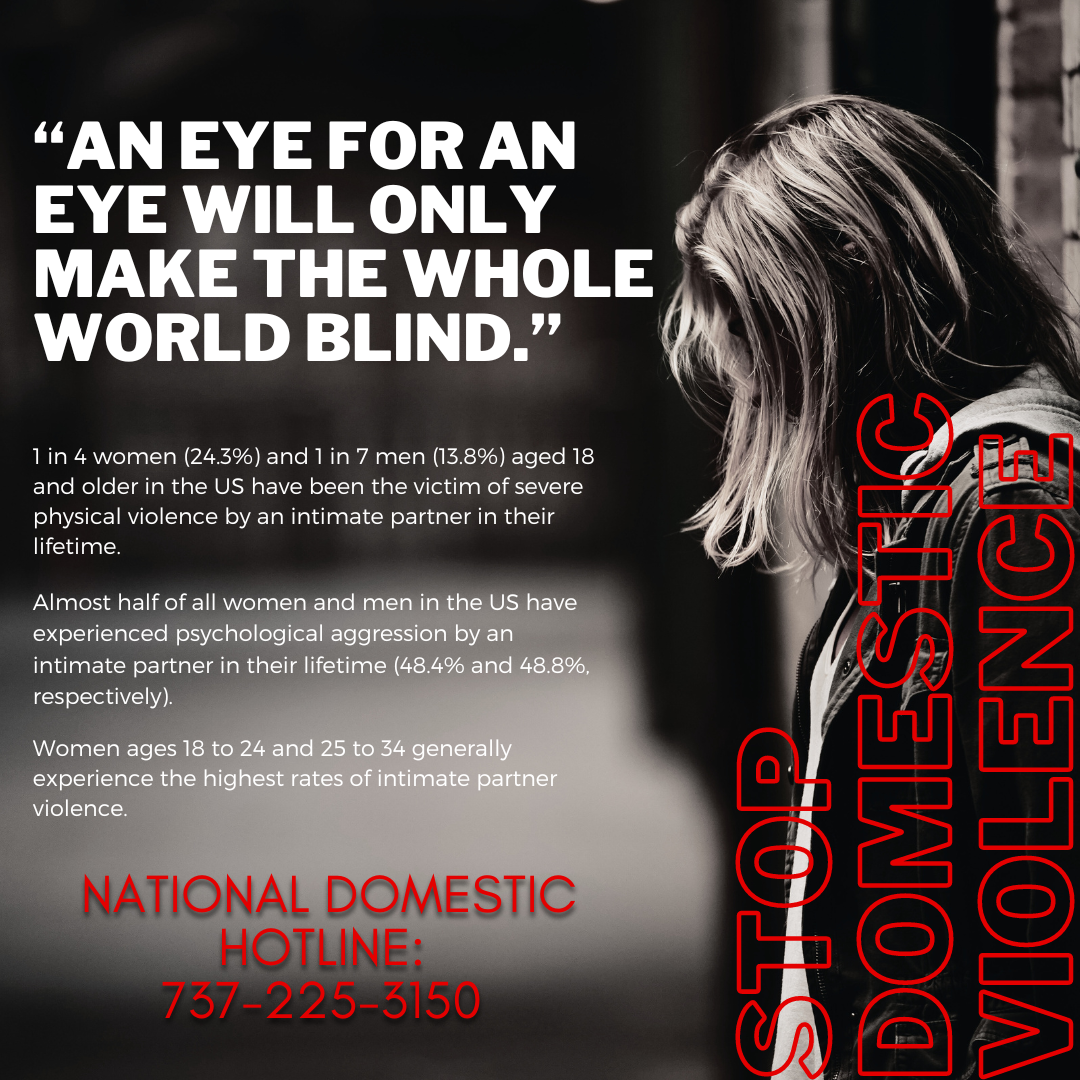 “AN EYE FOR AN
EYE WILL ONLY
MAKE THE WHOLE
WORLD BLIND.”
1 in 4 women (24.3%) and 1 in 7 men (13.8%) aged 18
and older in the US have been the victim of severe
physical violence by an intimate partner in their
lifetime.
Almost half of all women and men in the US have
experienced psychological aggression by an
intimate partner in their lifetime (48.4% and 48.8%,
respectively).
Women ages 18 to 24 and 25 to 34 generally
experience the highest rates of intimate partner
violence.
NATIONAL DOMESTIC
HOTLINE:
737-225-3150
STOP
DOMESTIC
VIOLENCE